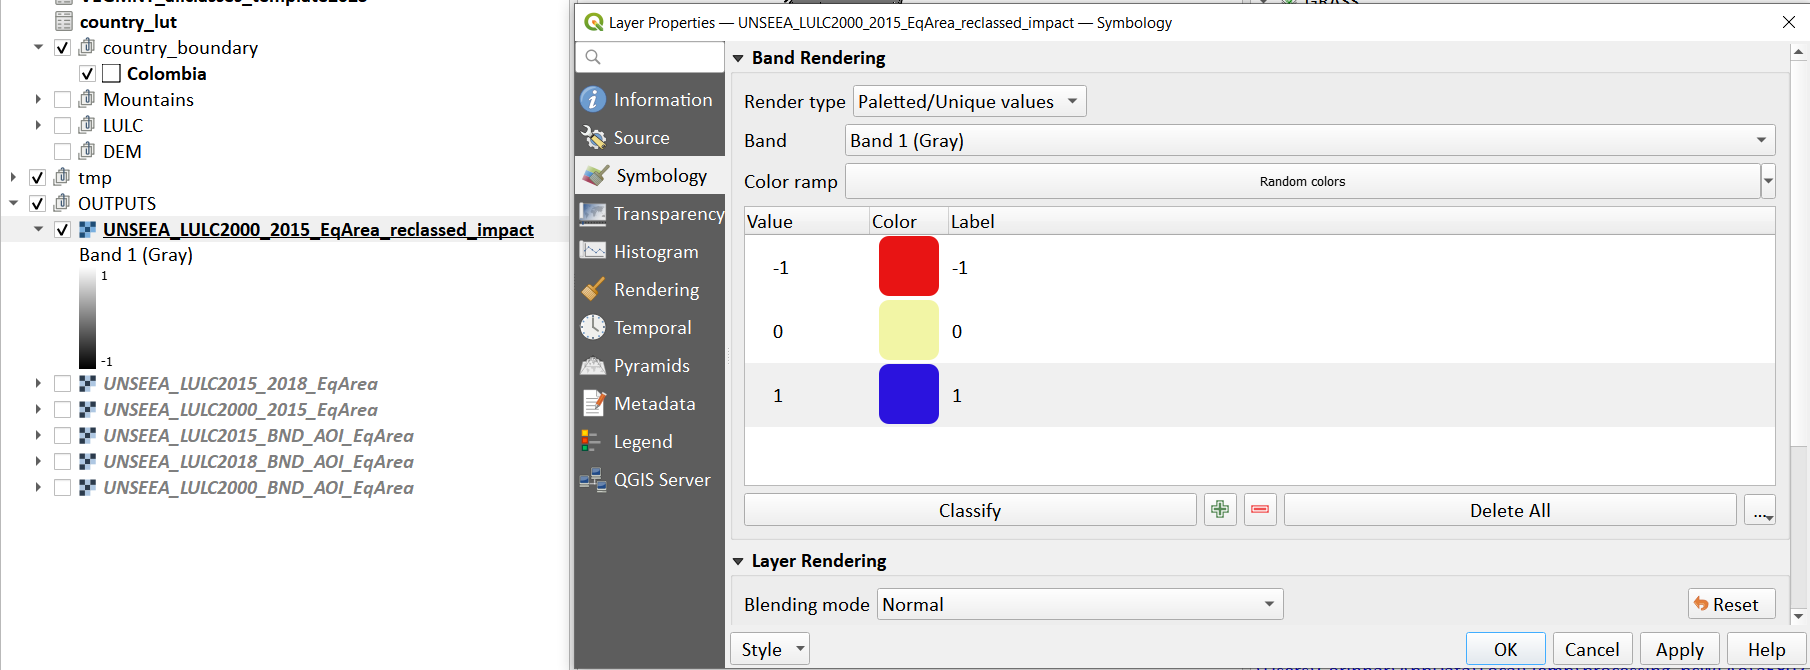 country_lut
country_boundary
Colombia
Mountains
LULC
DEM
tmp
OUTPUTS
UNSEEA_LULC2000_2015_EqArea_reclassed_impact
Band 1 (Gray)
1
-1
UNSEEA_LULC2015_2018_EqArea
UNSEEA_LULC2000_2015_EqArea
UNSEEA_LULC2015_BND_AOI_EqArea
UNSEEA_LULC2018_BND_AOI_EqArea
UNSEEA_LULC2000_BND_AOI_EqArea
Layer Properties — UNSEEA_LULC2000_2015_EqArea_reclassed_impact — Symbology
Information
Source
Symbology
Transparency
Histogram
Rendering
Temporal
Pyramids
Metadata
Legend
QGIS Server
Band Rendering
Render type Paletted/Unique values
Band Band 1 (Gray)
Color ramp Random colors
Value Color Label
-1 -1
0 0
1 1
Classify Delete All ...
Layer Rendering
Blending mode Normal Reset
Style OK Cancel Apply Help